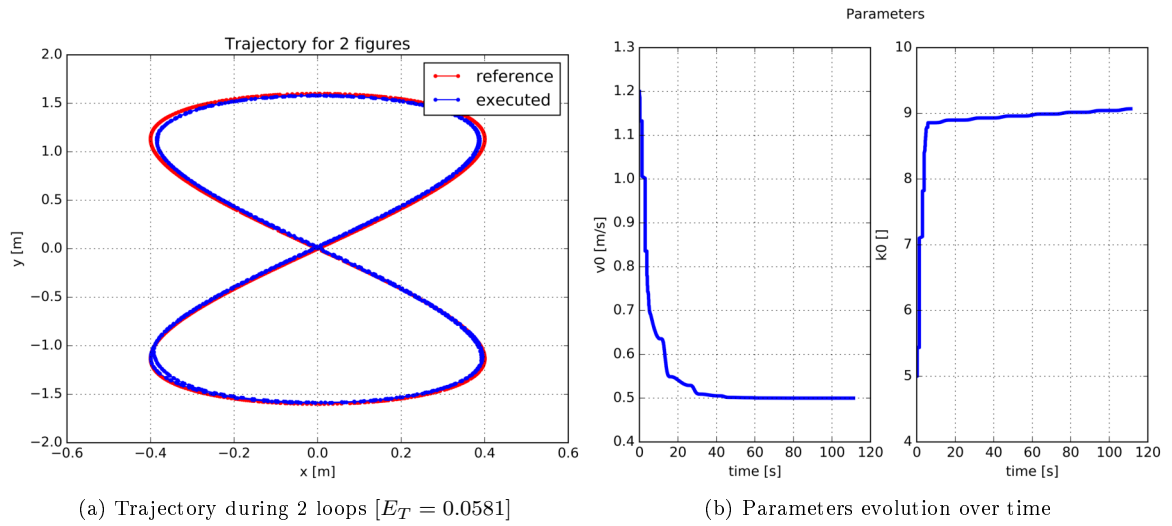 Trajectory for 2 figures
reference
executed
2.0
1.5
1.0
0.5
0.0
−0.5
−1.0
−1.5
−2.0
y [m]
−0.6
−0.4
−0.2
0.0
0.2
0.4
0.6
x [m]
(a) Trajectory during 2 loops [E_T = 0.0581]
Parameters
1.3
1.2
1.1
1.0
0.9
0.8
0.7
0.6
0.5
0.4
v0 [m/s]
0 20 40 60 80 100 120
time [s]
10
9
8
7
6
5
4
k0 []
0 20 40 60 80 100 120
time [s]
(b) Parameters evolution over time